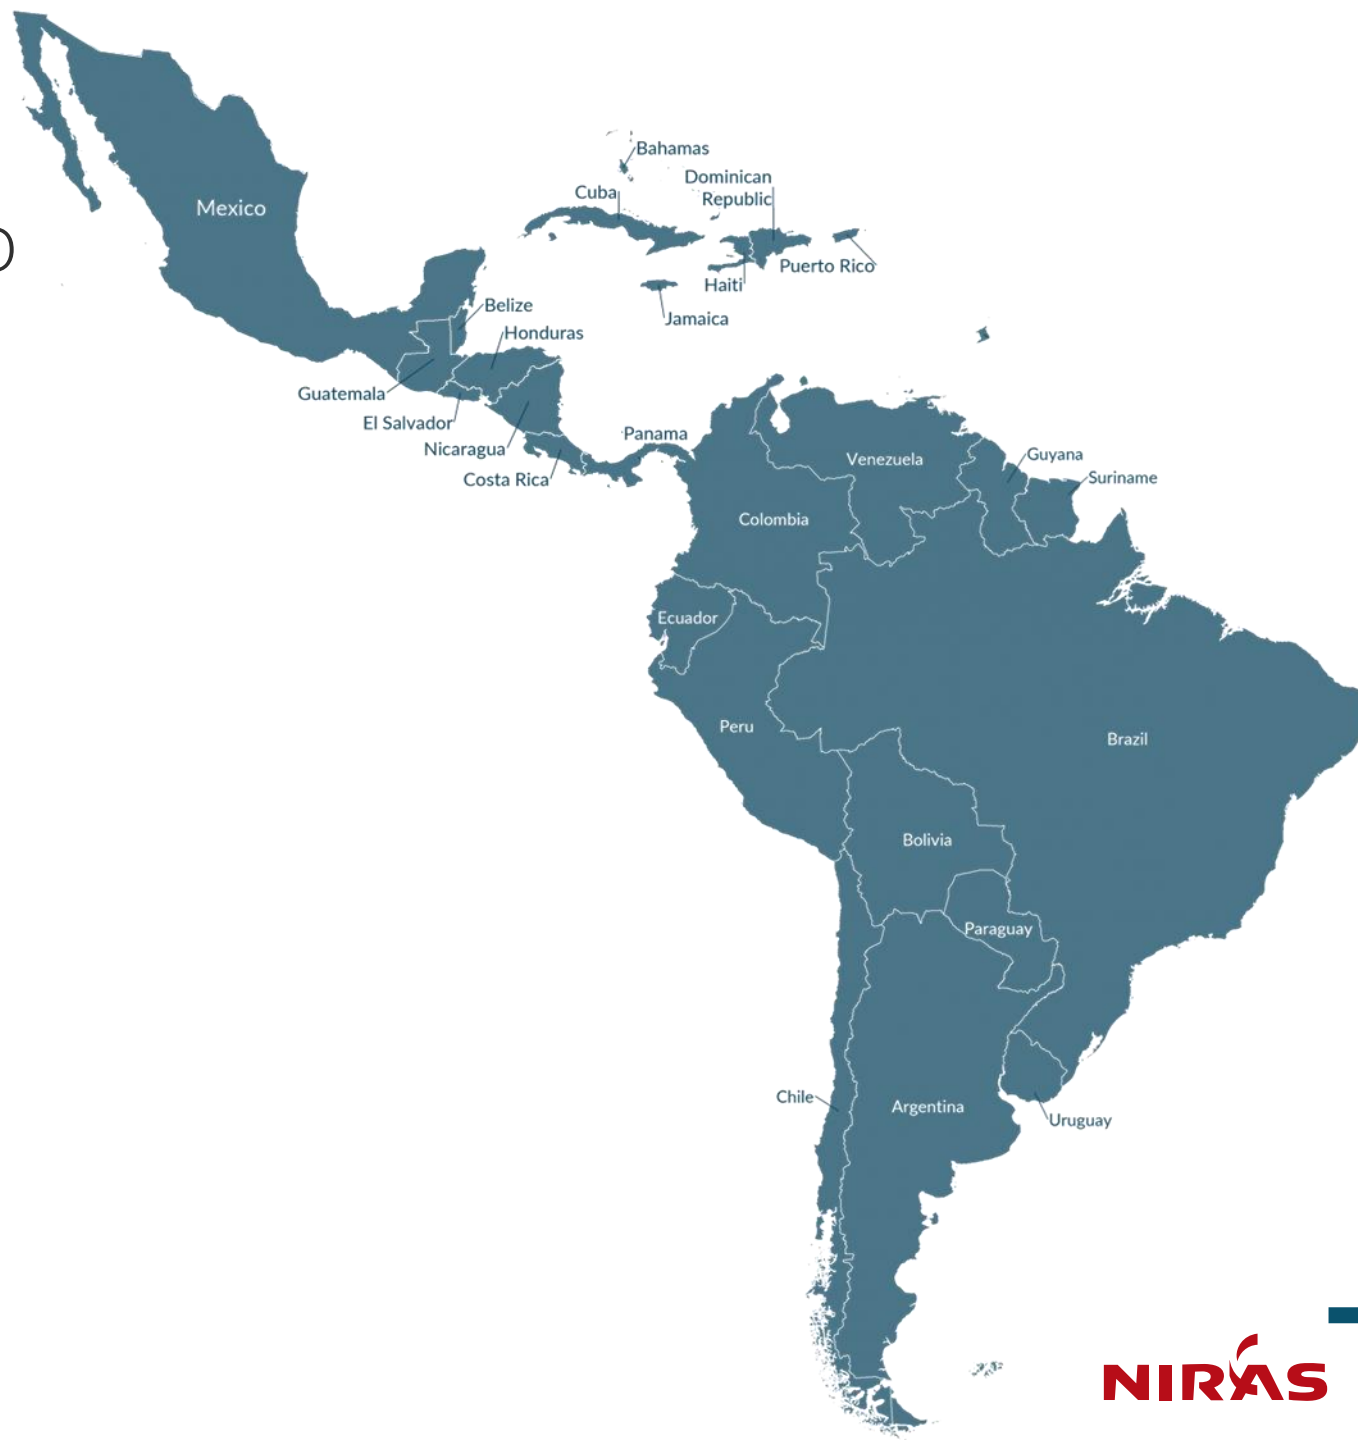 Bahamas
Dominican
Republic
Cuba
Mexico
Puerto Rico
Haiti
Belize
Jamaica
Honduras
Guatemala
El Salvador
Panama
Nicaragua
Venezuela
Guyana
Costa Rica
Suriname
Colombia
Ecuador
Peru
Brazil
Bolivia
Paraguay
Chile
Argentina
Uruguay
NIRAS